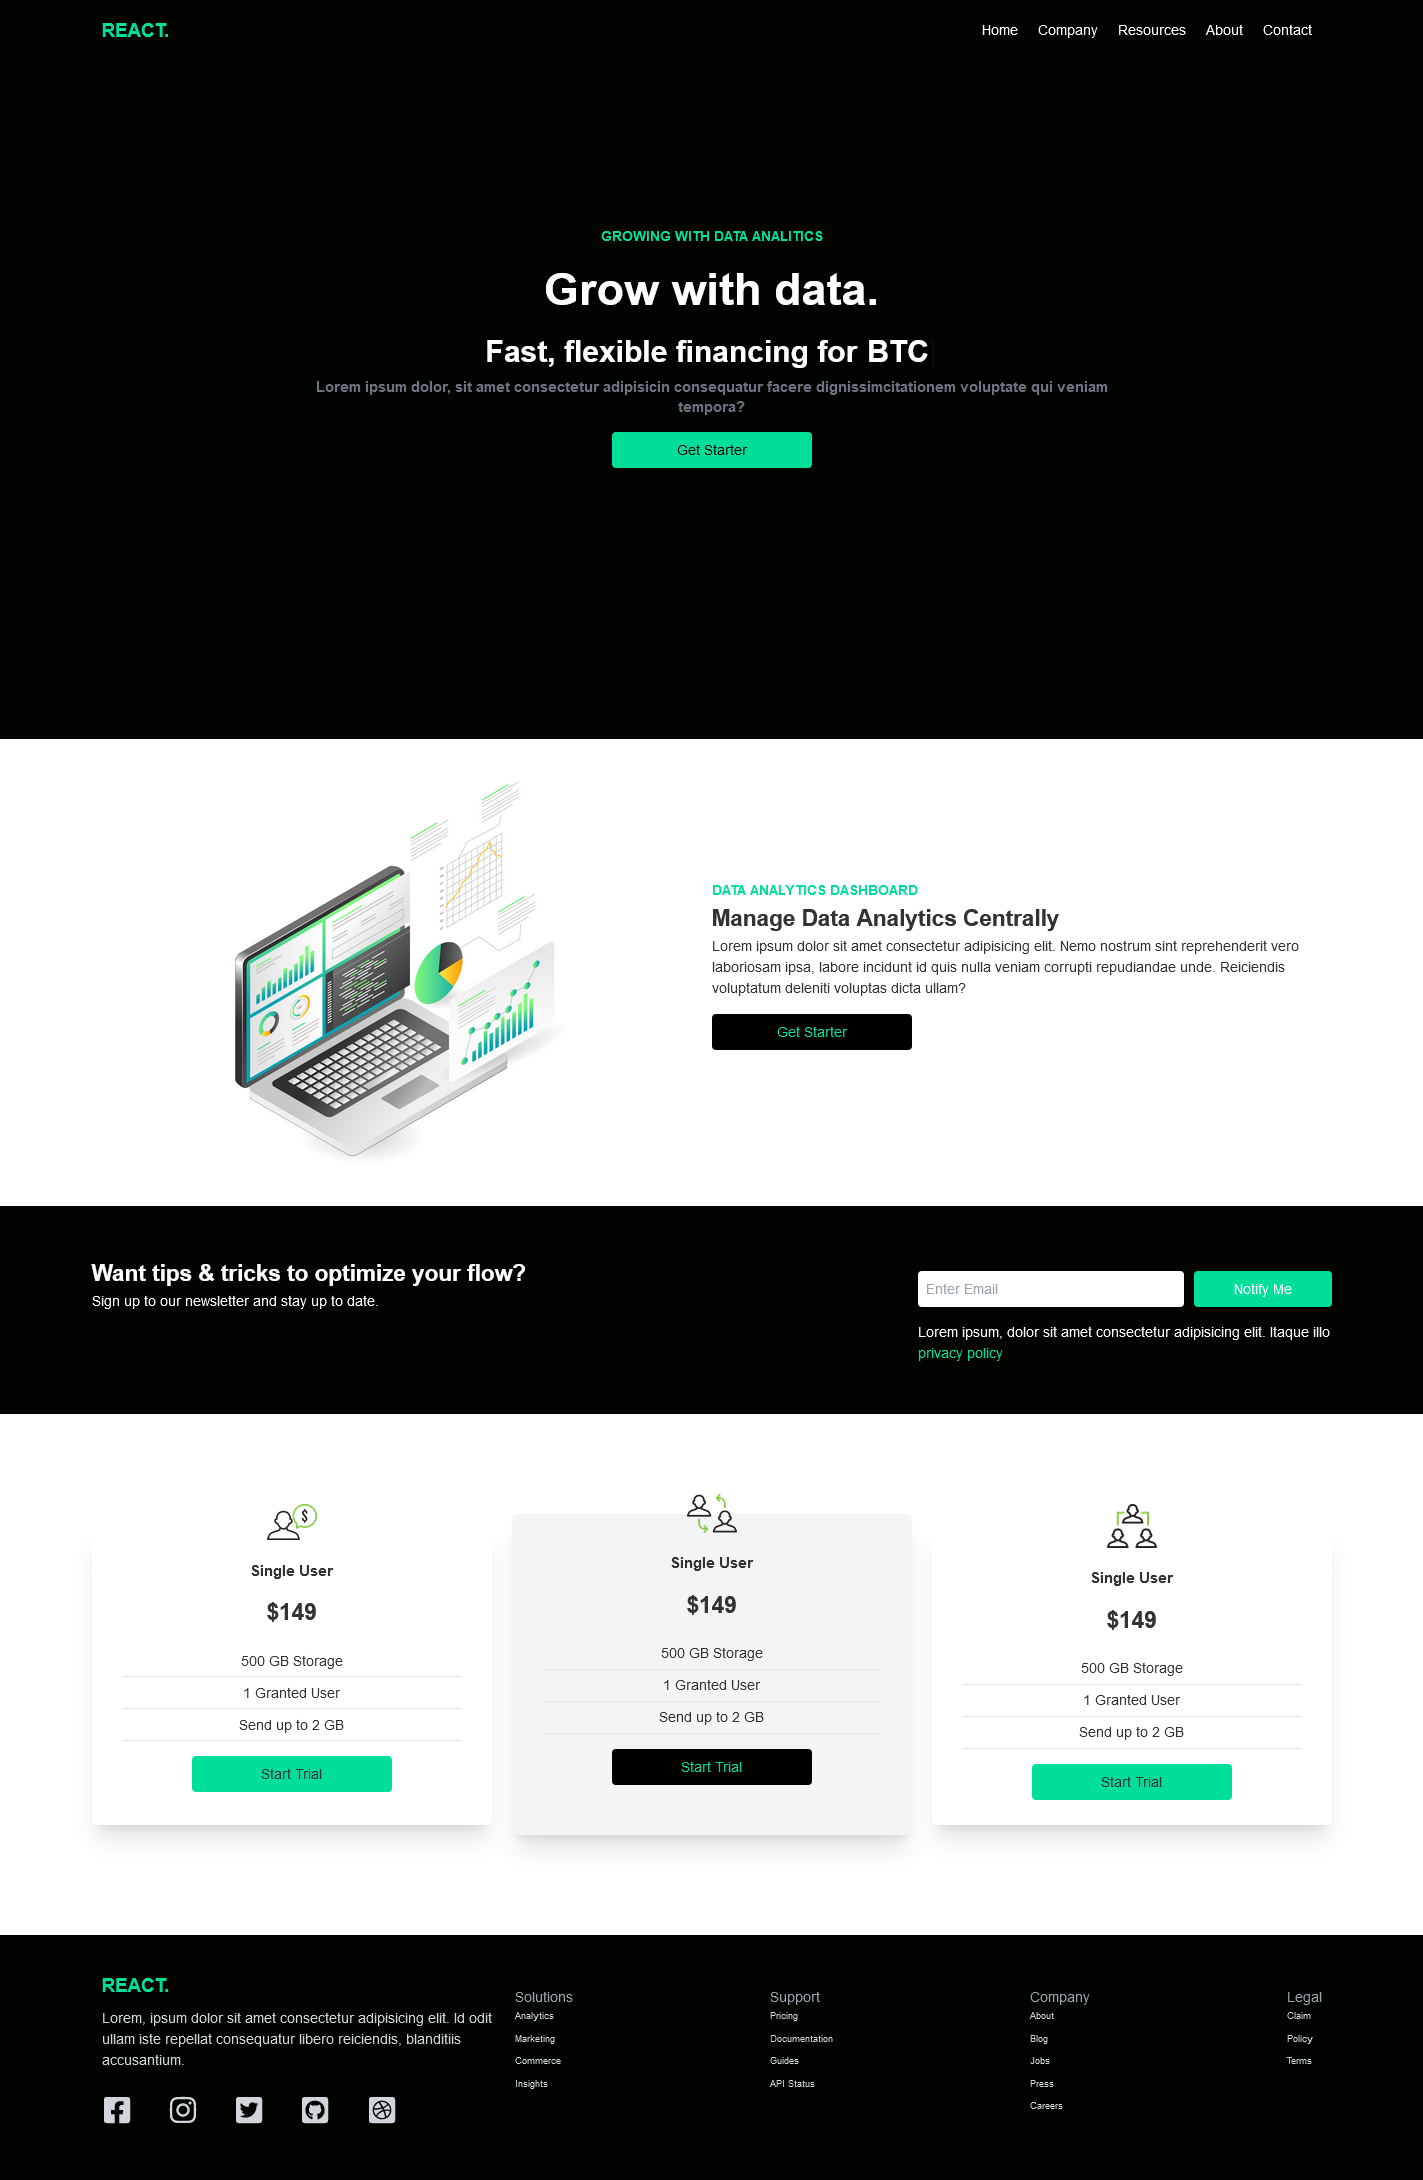 REACT.
Home Company Resources About Contact
GROWING WITH DATA ANALITICS
Grow with data.
Fast, flexible financing for BTC
Lorem ipsum dolor, sit amet consectetur adipisicin consequatur facere dignissimcitationem voluptate qui veniam
tempora?
Get Starter
DATA ANALYTICS DASHBOARD
Manage Data Analytics Centrally
Lorem ipsum dolor sit amet consectetur adipisicing elit. Nemo nostrum sint reprehenderit vero
laboriosam ipsa, labore incidunt id quis nulla veniam corrupti repudiandae unde. Reiciendis
voluptatum deleniti voluptas dicta ullam?
Get Starter
Want tips & tricks to optimize your flow?
Sign up to our newsletter and stay up to date.
Enter Email
Notify Me
Lorem ipsum, dolor sit amet consectetur adipisicing elit. Itaque illo
privacy policy
$
Single User
$149
500 GB Storage
1 Granted User
Send up to 2 GB
Start Trial
Single User
$149
500 GB Storage
1 Granted User
Send up to 2 GB
Start Trial
Single User
$149
500 GB Storage
1 Granted User
Send up to 2 GB
Start Trial
REACT.
Lorem, ipsum dolor sit amet consectetur adipisicing elit. Id odit
ullam iste repellat consequatur libero reiciendis, blanditiis
accusantium.
Solutions
Analytics
Marketing
Commerce
Insights
Support
Pricing
Documentation
Guides
API Status
Company
About
Blog
Jobs
Press
Careers
Legal
Claim
Policy
Terms